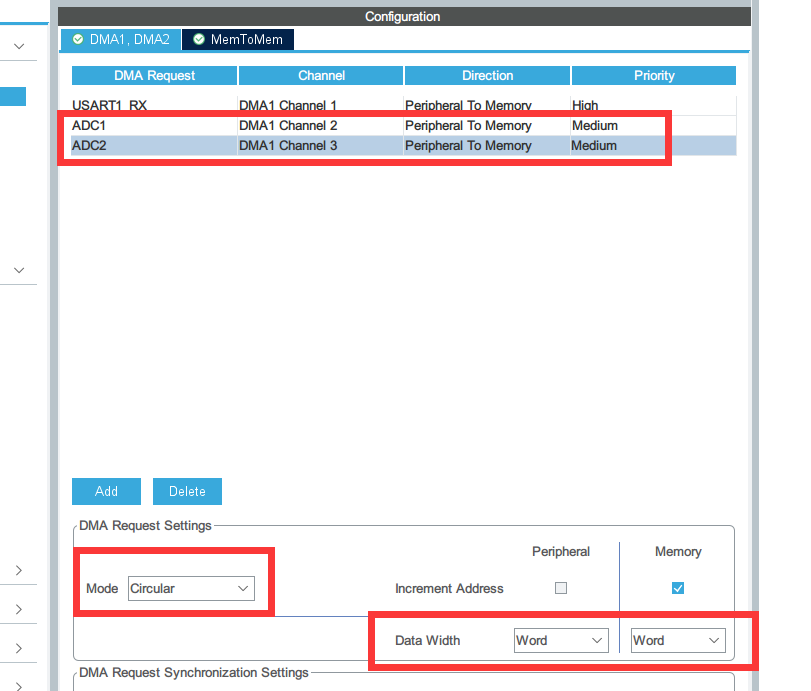 Configuration
DMA1, DMA2 MemToMem
DMA Request Channel Direction Priority
USART1_RX DMA1 Channel 1 Peripheral To Memory High
ADC1 DMA1 Channel 2 Peripheral To Memory Medium
ADC2 DMA1 Channel 3 Peripheral To Memory Medium
Add Delete
DMA Request Settings
Peripheral Memory
Mode Circular Increment Address
Data Width Word Word
DMA Request Synchronization Settings